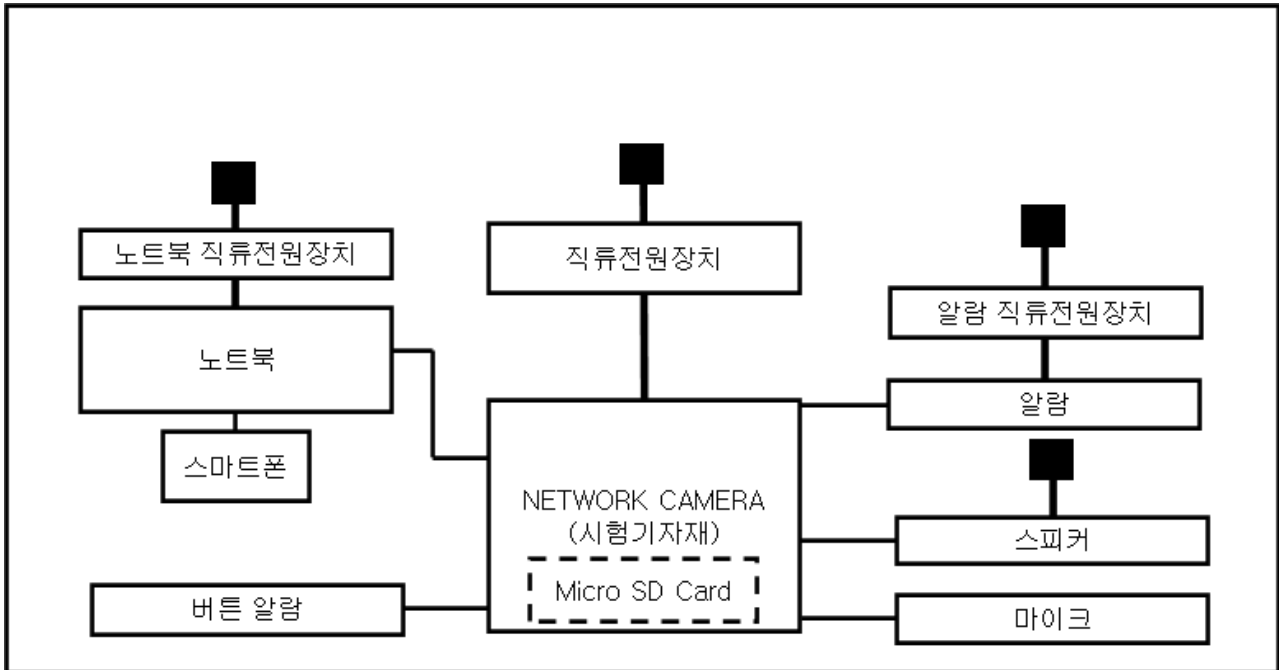 노트북 직류전원장치
직류전원장치
알람 직류전원장치
노트북
알람
스마트폰
NETWORK CAMERA
(시험기자재)
스피커
Micro SD Card
버튼 알람
마이크